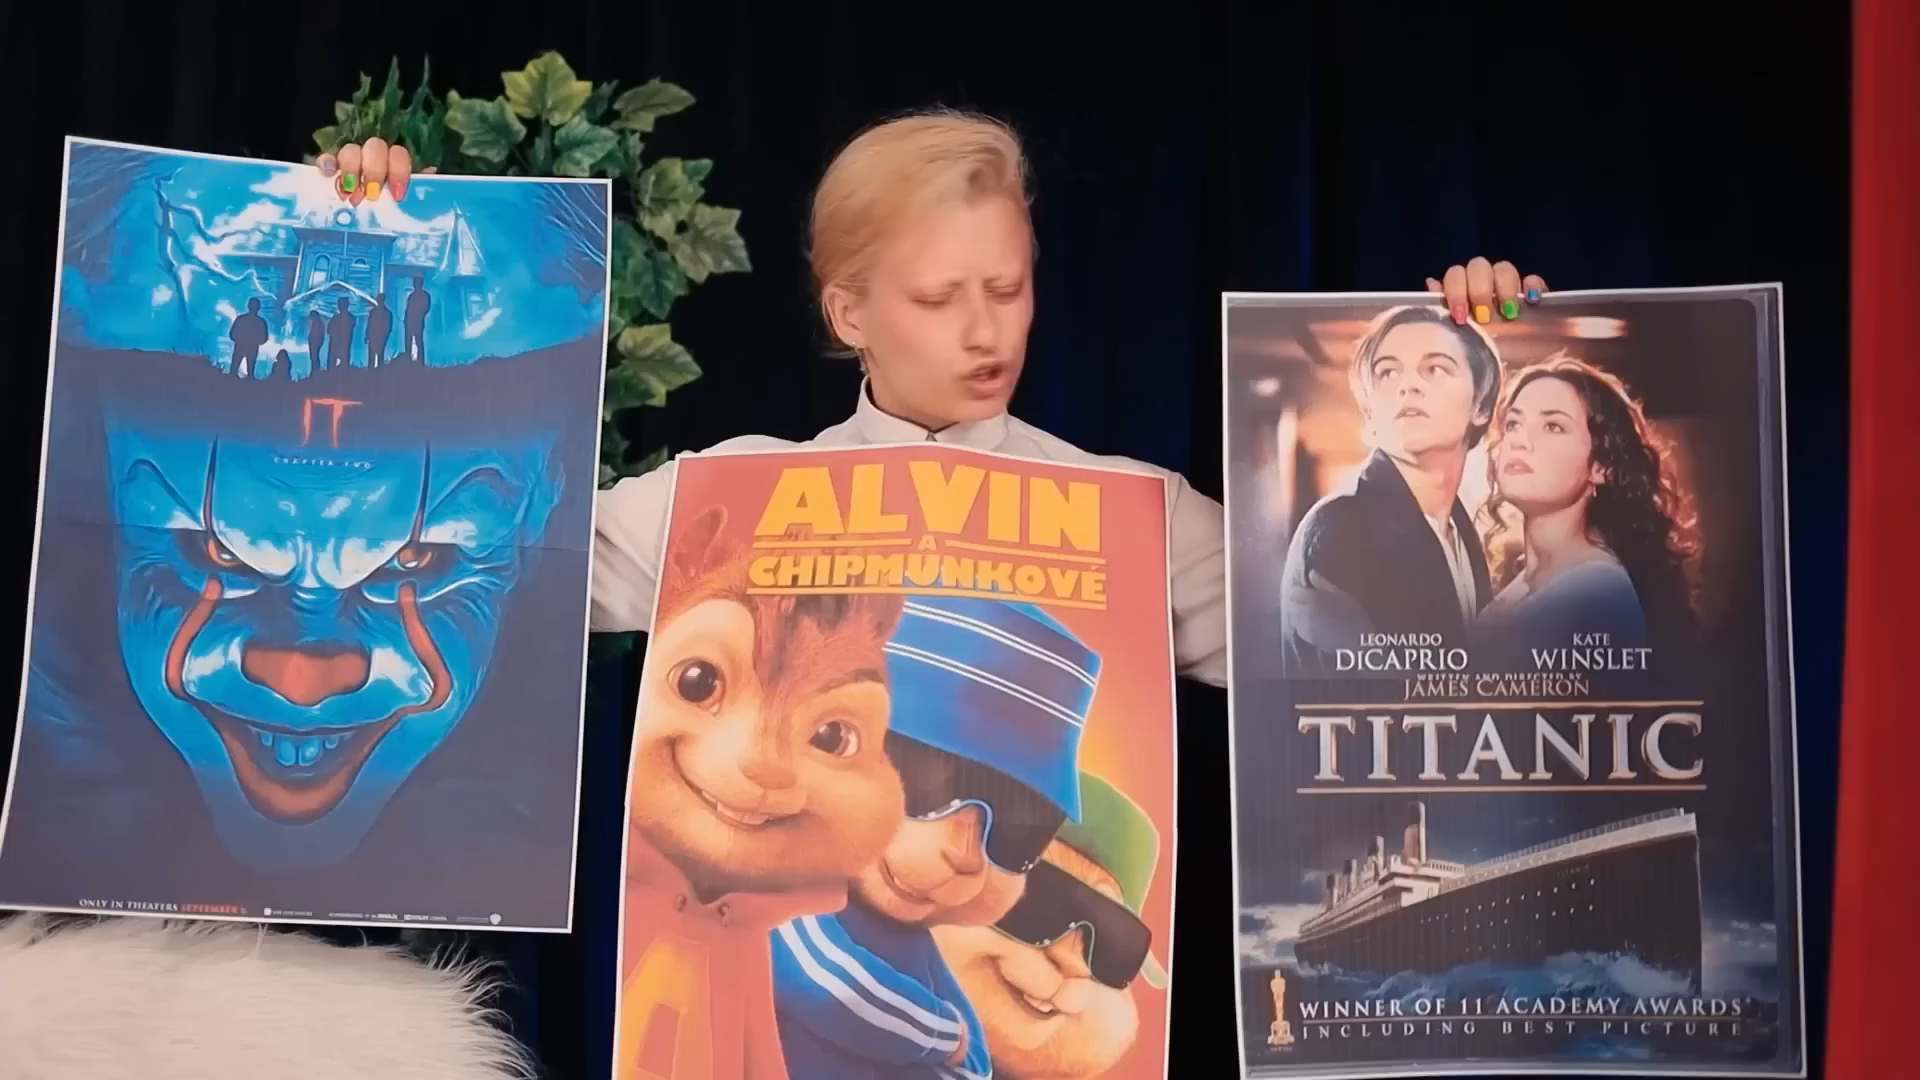 IT
CHAPTER TWO
ONLY IN THEATERS SEPTEMBER 6
ALVIN
A
CHIPMUNKOVÉ
LEONARDO
DICAPRIO
KATE
WINSLET
WRITTEN AND DIRECTED BY
JAMES CAMERON
TITANIC
WINNER OF 11 ACADEMY AWARDS
INCLUDING BEST PICTURE